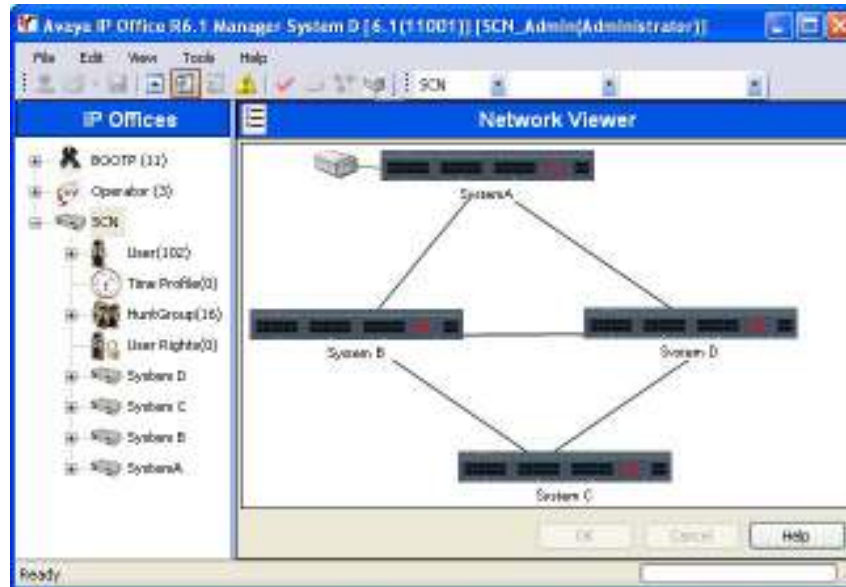 Avaya IP Office R6.1 Manager System D [6.1(11001)] [SCN_Admin(Administrator)]
File Edit View Tools Help
SCN
IP Offices
Network Viewer
BOOTP (11)
Operator (3)
SCN
User(102)
Time Profile(0)
HuntGroup(16)
User Rights(0)
System D
System C
System B
SystemA
SystemA
System B
System D
System C
OK Cancel Help
Ready